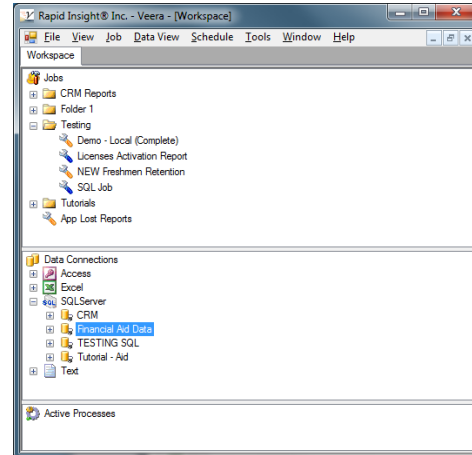 Rapid Insight® Inc. - Veera - [Workspace]
File View Job Data View Schedule Tools Window Help
Workspace
Jobs
CRM Reports
Folder 1
Testing
Demo - Local (Complete)
Licenses Activation Report
NEW Freshmen Retention
SQL Job
Tutorials
App Lost Reports
Data Connections
Access
Excel
SQLServer
CRM
Financial Aid Data
TESTING SQL
Tutorial - Aid
Text
Active Processes